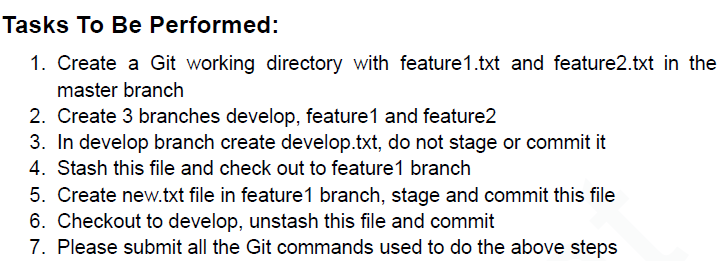 Tasks To Be Performed:
1. Create a Git working directory with feature1.txt and feature2.txt in the
master branch
2. Create 3 branches develop, feature1 and feature2
3. In develop branch create develop.txt, do not stage or commit it
4. Stash this file and check out to feature1 branch
5. Create new.txt file in feature1 branch, stage and commit this file
6. Checkout to develop, unstash this file and commit
7. Please submit all the Git commands used to do the above steps